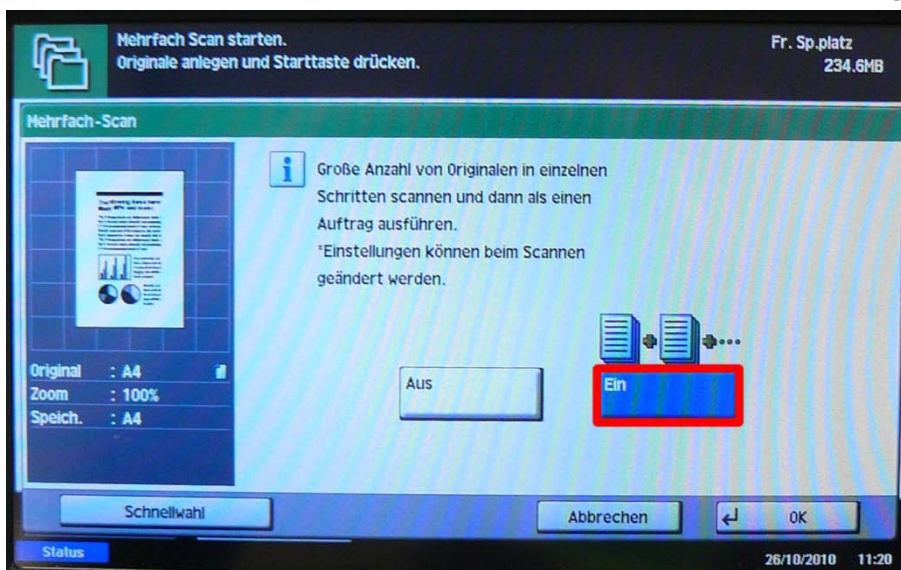 Mehrfach Scan starten.
Originale anlegen und Starttaste drücken.
Fr. Sp.platz
234.6MB
Mehrfach-Scan
Große Anzahl von Originalen in einzelnen
Schritten scannen und dann als einen
Auftrag ausführen.
*Einstellungen können beim Scannen
geändert werden.
Original : A4
Zoom : 100%
Speich. : A4
Aus
Ein
Schnellwahl
Abbrechen
OK
Status
26/10/2010 11:20